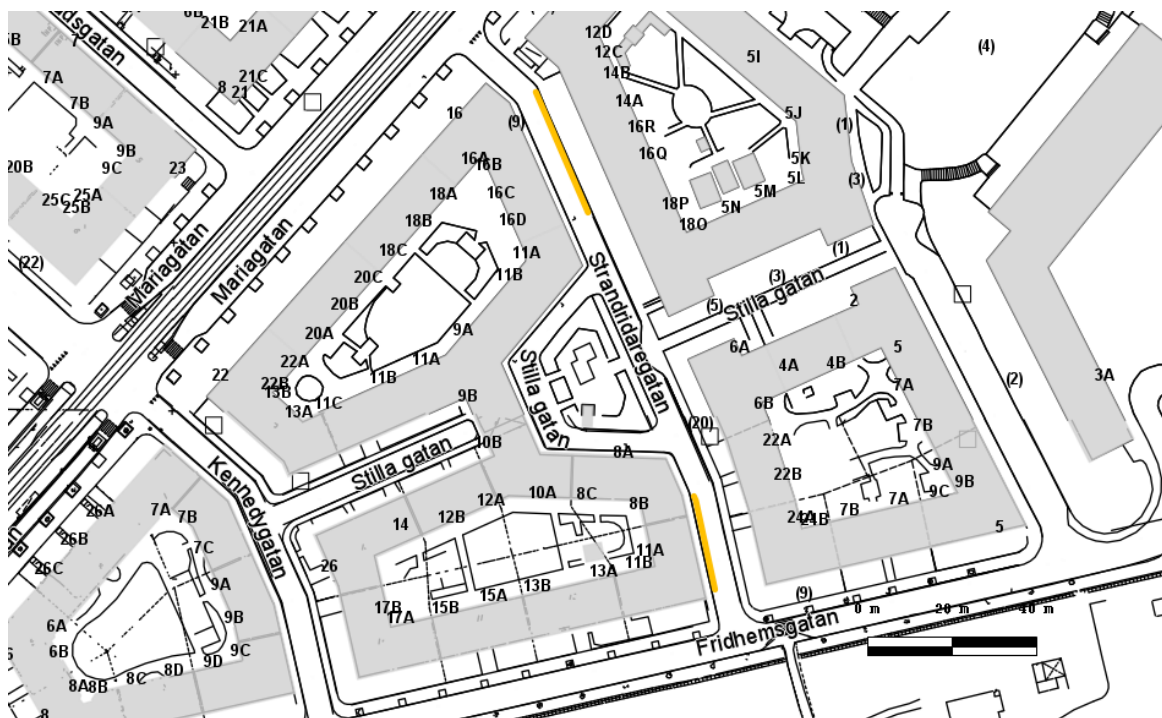 6B
21B
21A
12D
12C
5I
(4)
dsgatan
5B
7
7A
14B
21C
8
21
7B
14A
16
(9)
5J
(1)
9A
16R
9B
16Q
16A
16B
5K
20B
9C
23
5L
(3)
25A
25C
25B
18A
16C
18P
5M
5N
16D
18B
18O
Mariagatan
Mariagatan
18C
11A
(1)
(22)
20C
11B
Strandridaregatan
(3)
Stilla gatan
20B
(5)
2
20A
9A
6A
22A
11A
Stilla gatan
4A
4B
5
22
22B
13B
11B
7A
3A
(2)
13A
11C
9B
6B
(20)
7B
10B
22A
Stilla gatan
8A
Kennedygatan
22B
9A
9B
12A
10A
8C
8B
9C
26A
7A
7B
14
12B
7B
7A
24A
24B
5
26B
7C
11A
26C
26
9A
13B
13A
11B
15A
17B
15B
17A
(9)
0 m
20 m
40 m
9B
6A
Fridhemsgatan
6B
9C
9D
8D
8C
8A
8B
8